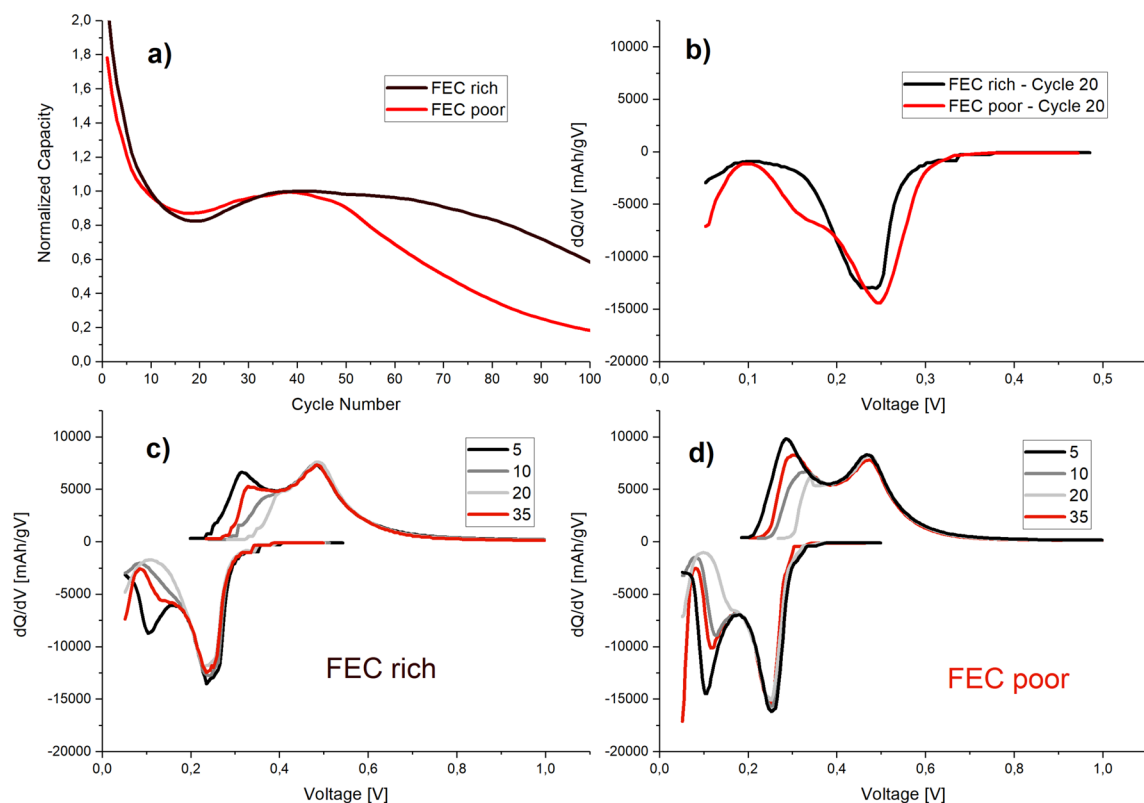 a)
FEC rich
FEC poor
Normalized Capacity
2,0
1,8
1,6
1,4
1,2
1,0
0,8
0,6
0,4
0,2
0,0
0 10 20 30 40 50 60 70 80 90 100
Cycle Number
b)
FEC rich - Cycle 20
FEC poor - Cycle 20
dQ/dV [mAh/gV]
10000
5000
0
-5000
-10000
-15000
-20000
0,0 0,1 0,2 0,3 0,4 0,5
Voltage [V]
c)
5
10
20
35
FEC rich
dQ/dV [mAh/gV]
10000
5000
0
-5000
-10000
-15000
-20000
0,0 0,2 0,4 0,6 0,8 1,0
Voltage [V]
d)
5
10
20
35
FEC poor
dQ/dV [mAh/gV]
10000
5000
0
-5000
-10000
-15000
-20000
0,0 0,2 0,4 0,6 0,8 1,0
Voltage [V]